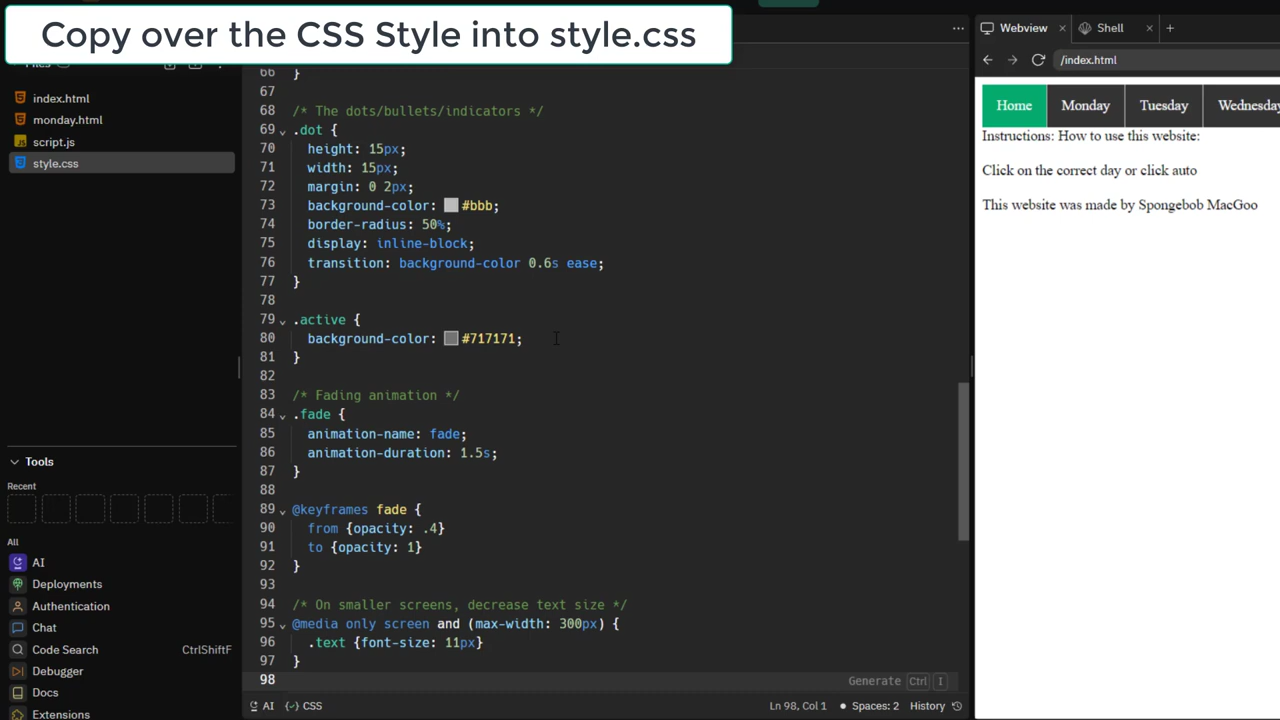 Copy over the CSS Style into style.css
index.html
monday.html
script.js
style.css
Tools
Recent
All
AI
Deployments
Authentication
Chat
Code Search CtrlShiftF
Debugger
Docs
Extensions
66 }
67
68 /* The dots/bullets/indicators */
69 .dot {
70 height: 15px;
71 width: 15px;
72 margin: 0 2px;
73 background-color: #bbb;
74 border-radius: 50%;
75 display: inline-block;
76 transition: background-color 0.6s ease;
77 }
78
79 .active {
80 background-color: #717171;
81 }
82
83 /* Fading animation */
84 .fade {
85 animation-name: fade;
86 animation-duration: 1.5s;
87 }
88
89 @keyframes fade {
90 from {opacity: .4}
91 to {opacity: 1}
92 }
93
94 /* On smaller screens, decrease text size */
95 @media only screen and (max-width: 300px) {
96 .text {font-size: 11px}
97 }
98
Generate Ctrl I
AI {} CSS Ln 98, Col 1 Spaces: 2 History
Webview Shell
/index.html
Home Monday Tuesday Wednesday
Instructions: How to use this website:
Click on the correct day or click auto
This website was made by Spongebob MacGoo